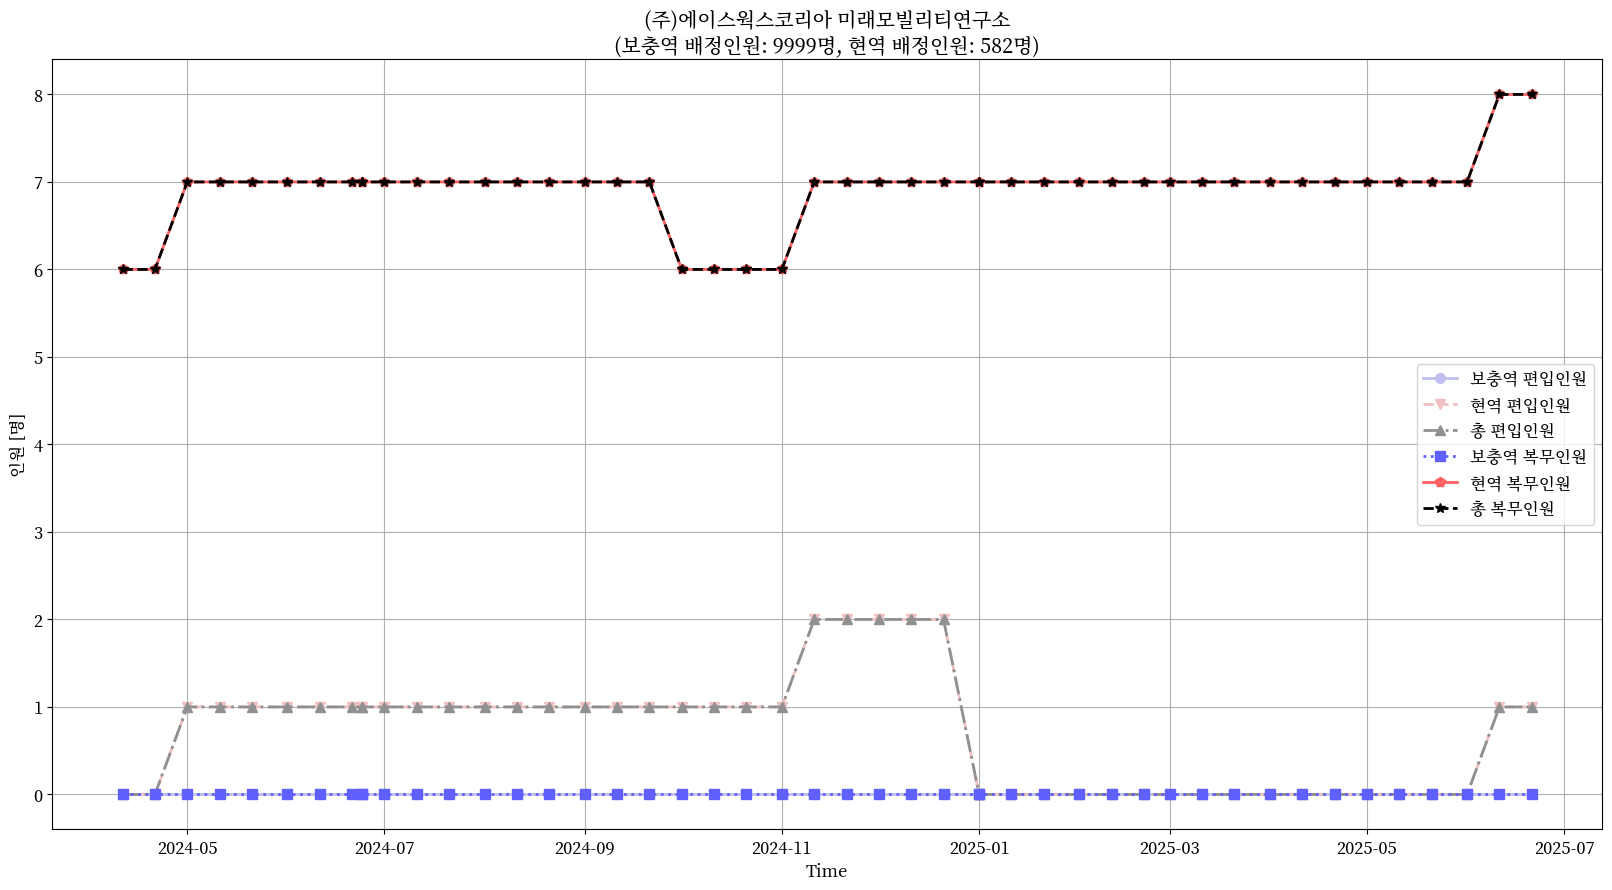 (주)에이스웍스코리아 미래모빌리티연구소
(보충역 배정인원: 9999명, 현역 배정인원: 582명)
8
7
6
5
4
3
2
1
0
인원 [명]
보충역 편입인원
현역 편입인원
총 편입인원
보충역 복무인원
현역 복무인원
총 복무인원
2024-05
2024-07
2024-09
2024-11
2025-01
2025-03
2025-05
2025-07
Time